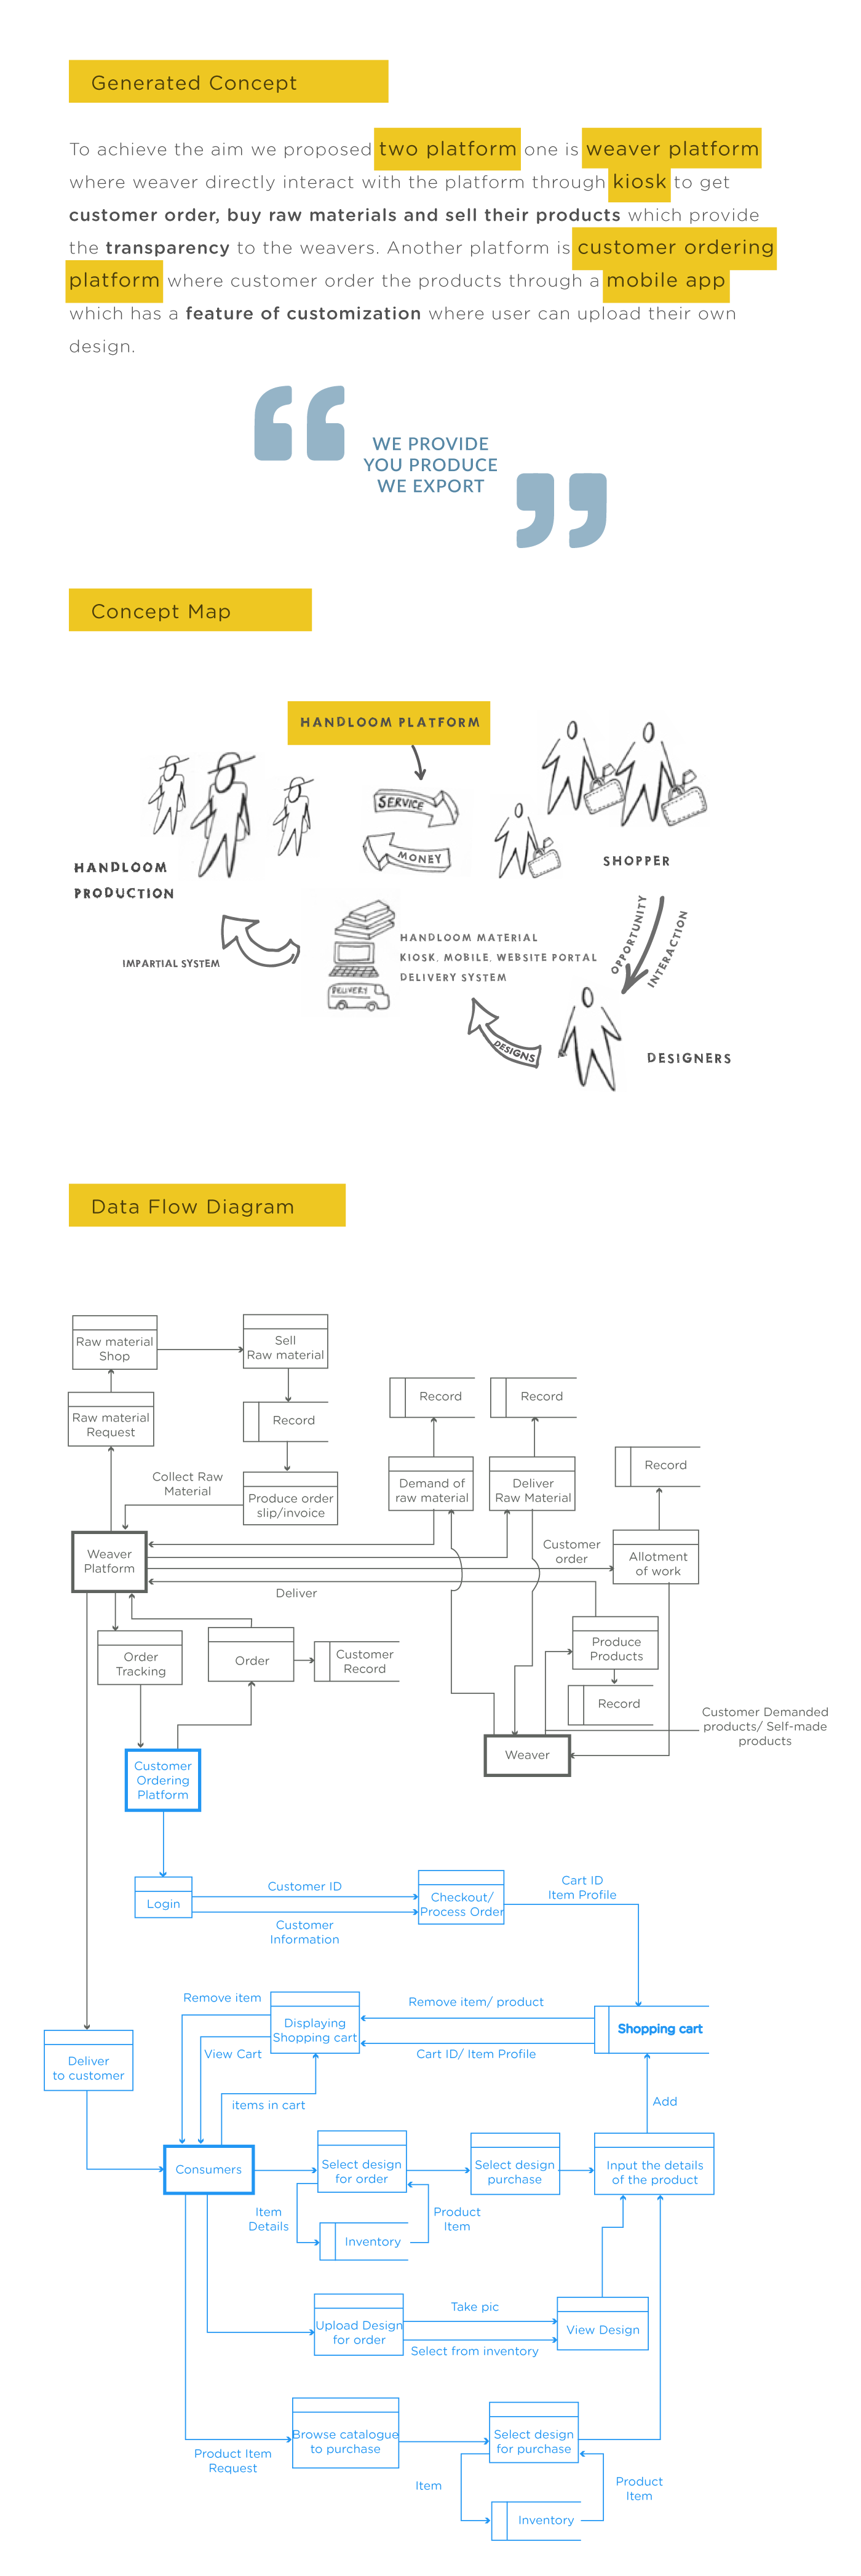 Generated Concept
To achieve the aim we proposed two platform one is weaver platform
where weaver directly interact with the platform through kiosk to get
customer order, buy raw materials and sell their products which provide
the transparency to the weavers. Another platform is customer ordering
platform where customer order the products through a mobile app
which has a feature of customization where user can upload their own
design.
WE PROVIDE
YOU PRODUCE
WE EXPORT
Concept Map
HANDLOOM PLATFORM
SERVICE
MONEY
SHOPPER
HANDLOOM
PRODUCTION
OPPORTUNITY
INTERACTION
HANDLOOM MATERIAL
KIOSK, MOBILE, WEBSITE PORTAL
DELIVERY SYSTEM
IMPARTIAL SYSTEM
DELIVERY
DESIGNS
DESIGNERS
Data Flow Diagram
Raw material
Shop
Sell
Raw material
Raw material
Request
Record
Record
Record
Collect Raw
Material
Produce order
slip/invoice
Demand of
raw material
Deliver
Raw Material
Record
Weaver
Platform
Customer
order
Allotment
of work
Deliver
Order
Tracking
Order
Customer
Record
Produce
Products
Record
Customer Demanded
products/ Self-made
products
Weaver
Customer
Ordering
Platform
Login
Customer ID
Customer
Information
Checkout/
Process Order
Cart ID
Item Profile
Remove item
Displaying
Shopping cart
Remove item/ product
Shopping cart
View Cart
Cart ID/ Item Profile
Deliver
to customer
items in cart
Add
Consumers
Select design
for order
Select design
purchase
Input the details
of the product
Item
Details
Product
Item
Inventory
Upload Design
for order
Take pic
Select from inventory
View Design
Browse catalogue
to purchase
Select design
for purchase
Product Item
Request
Item
Product
Item
Inventory